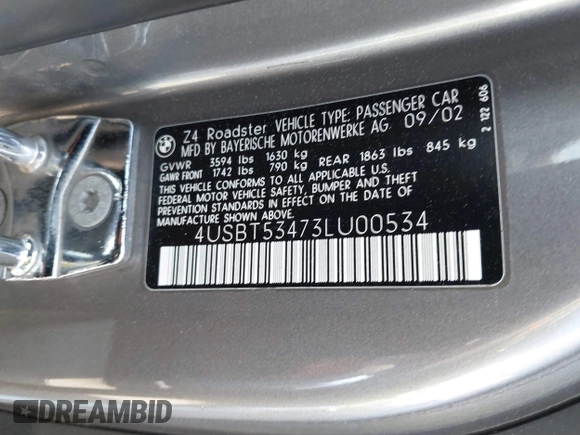 BMW
Z4 Roadster VEHICLE TYPE: PASSENGER CAR
MFD BY BAYERISCHE MOTORENWERKE AG 09/02
GVWR 3594 lbs 1630 kg
GAWR FRONT 1742 lbs 790 kg REAR 1863 lbs 845 kg
THIS VEHICLE CONFORMS TO ALL APPLICABLE
FEDERAL MOTOR VEHICLE SAFETY, BUMPER AND THEFT
PREVENTION STANDARDS IN EFFECT ON THE DATE
OF MANUFACTURE SHOWN ABOVE.
4USBT53473LU00534
2 122 606
DREAMBID